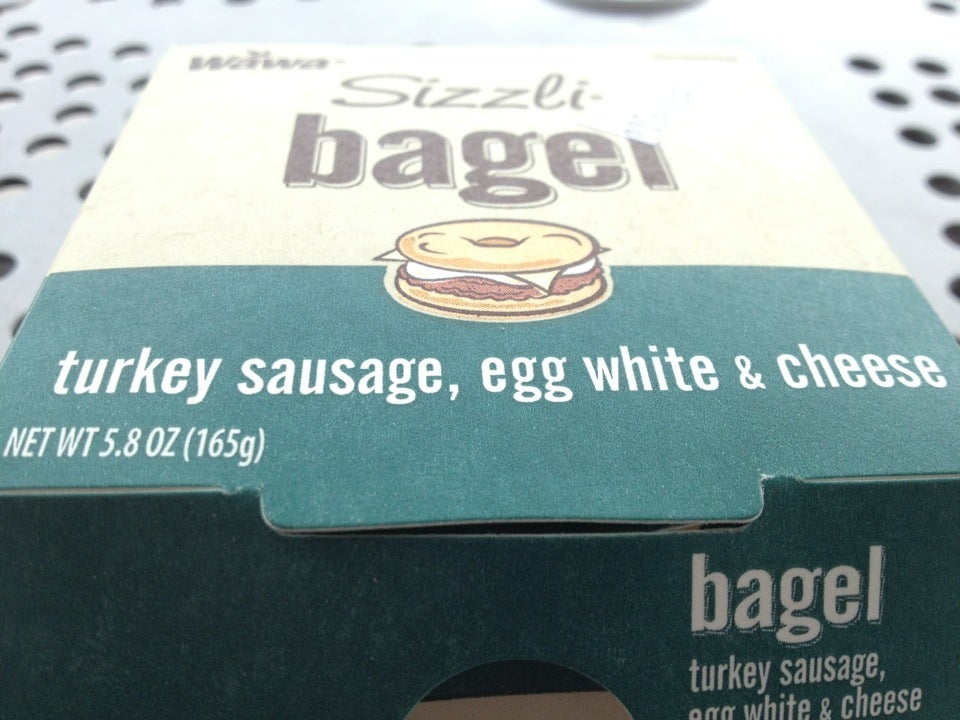 Wawa
Sizzli
bagel
turkey sausage, egg white & cheese
NET WT 5.8 OZ (165g)
bagel
turkey sausage,
egg white & cheese